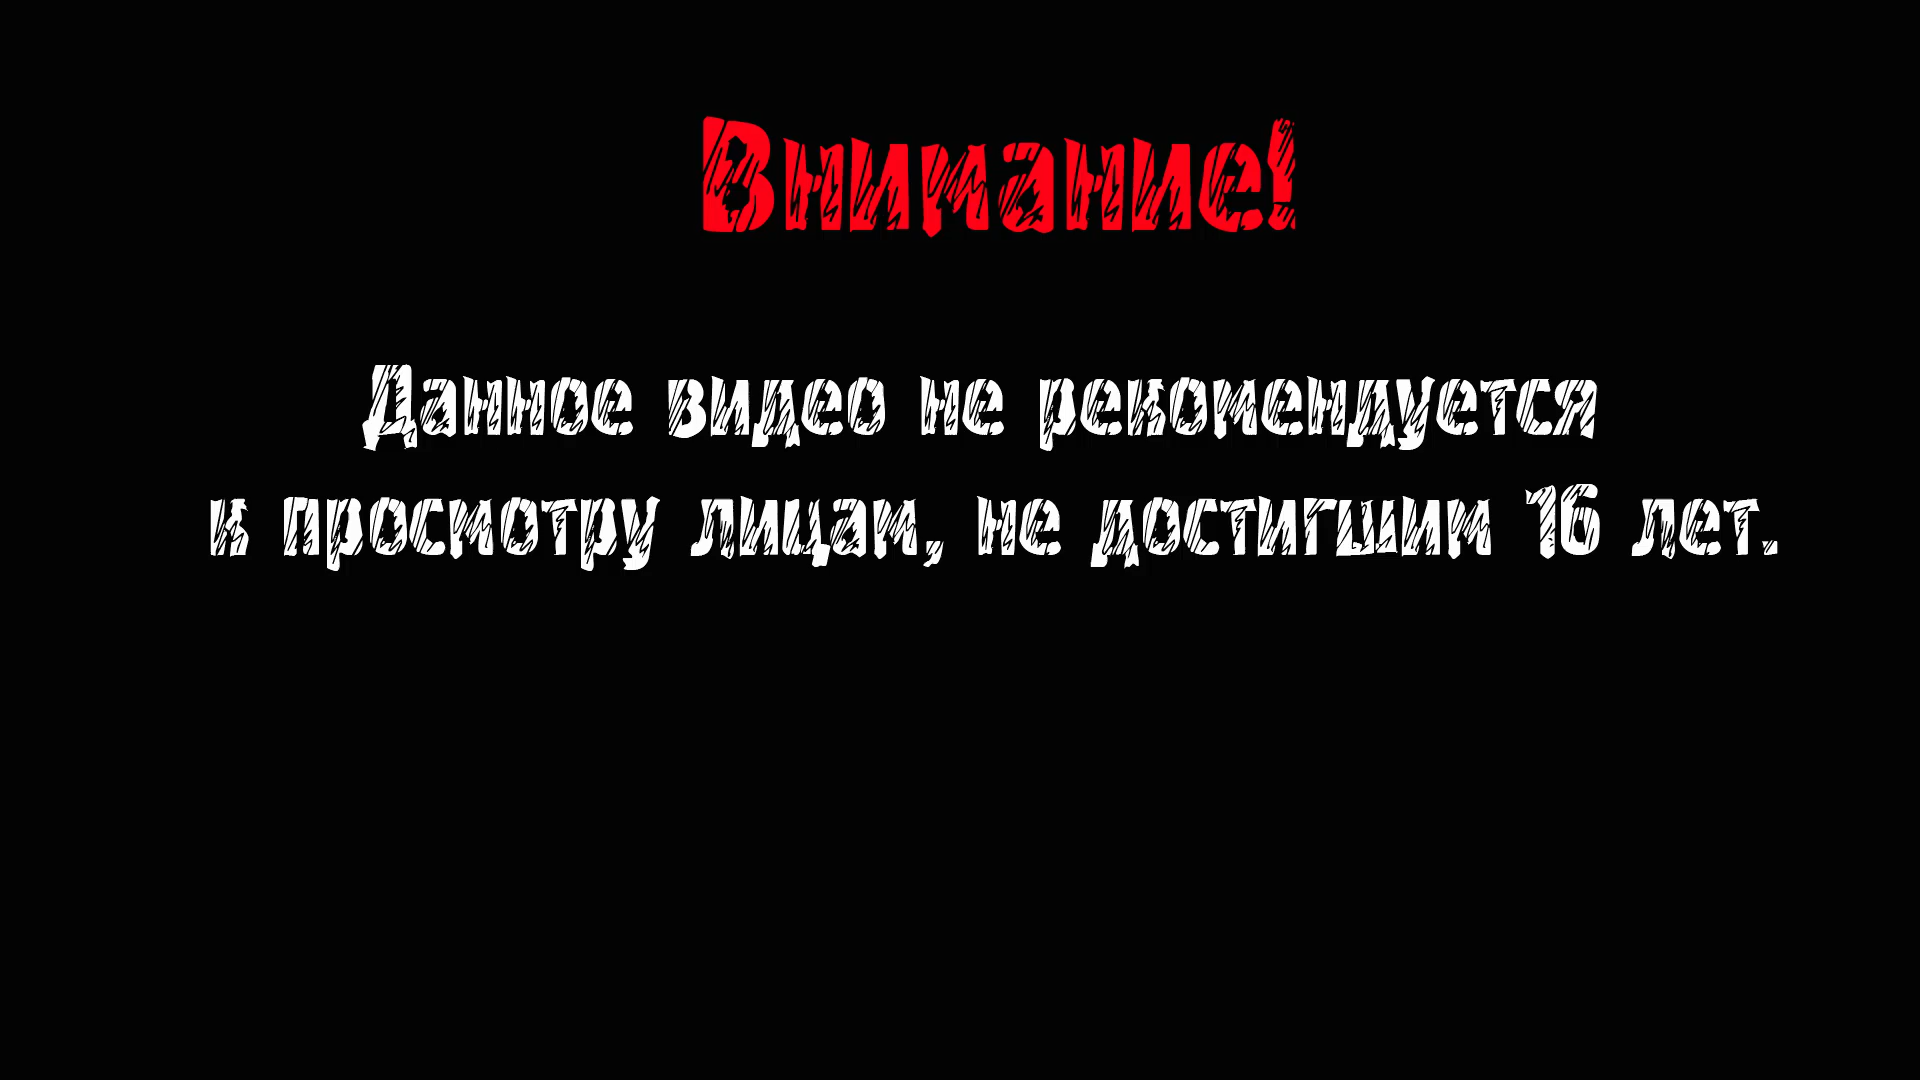 Внимание!
Данное видео не рекомендуется
к просмотру лицам, не достигшим 16 лет.